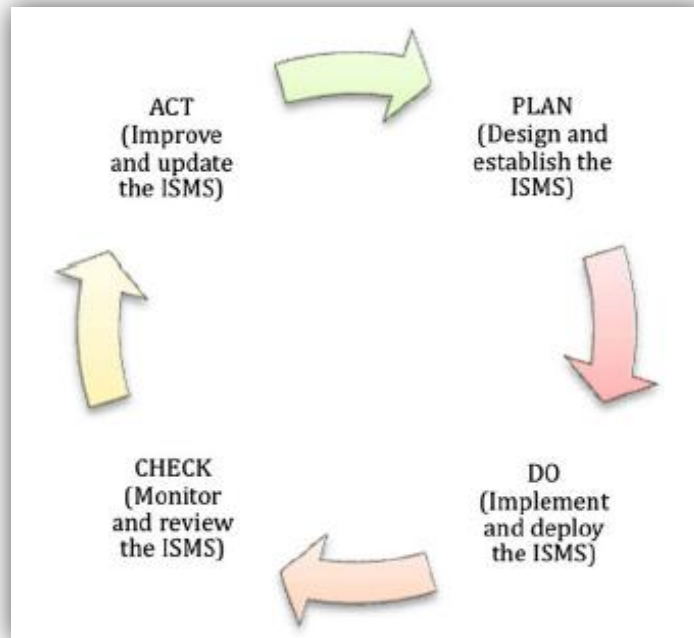 ACT
(Improve
and update
the ISMS)
PLAN
(Design and
establish the
ISMS)
CHECK
(Monitor
and review
the ISMS)
DO
(Implement
and deploy
the ISMS)